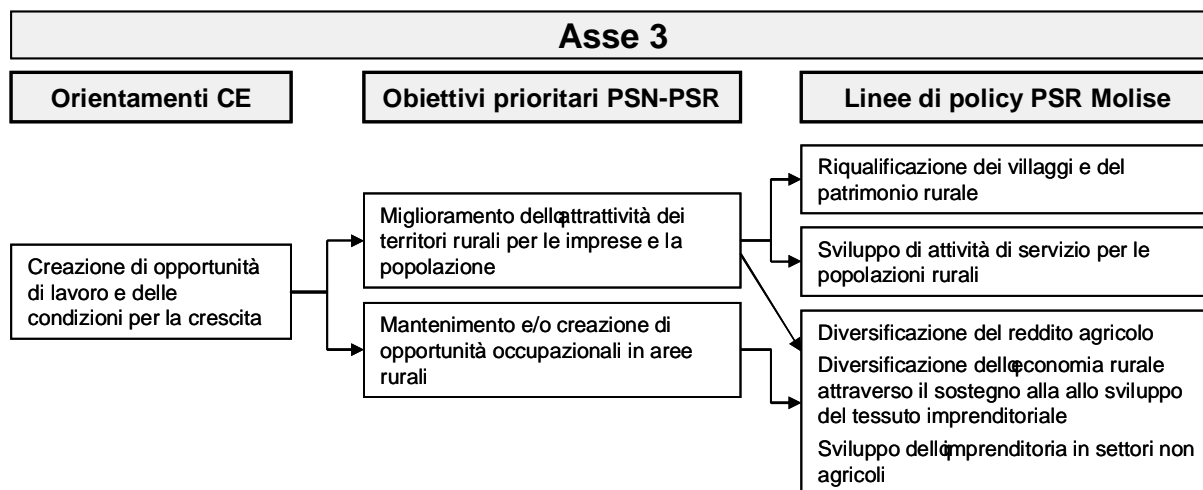 Asse 3
Orientamenti CE
Obiettivi prioritari PSN-PSR
Linee di policy PSR Molise
Creazione di opportunità
di lavoro e delle
condizioni per la crescita
Miglioramento dell'attrattività dei
territori rurali per le imprese e la
popolazione
Mantenimento e/o creazione di
opportunità occupazionali in aree
rurali
Riqualificazione dei villaggi e del
patrimonio rurale
Sviluppo di attività di servizio per le
popolazioni rurali
Diversificazione del reddito agricolo
Diversificazione dell'economia rurale
attraverso il sostegno alla allo sviluppo
del tessuto imprenditoriale
Sviluppo dell'imprenditoria in settori non
agricoli